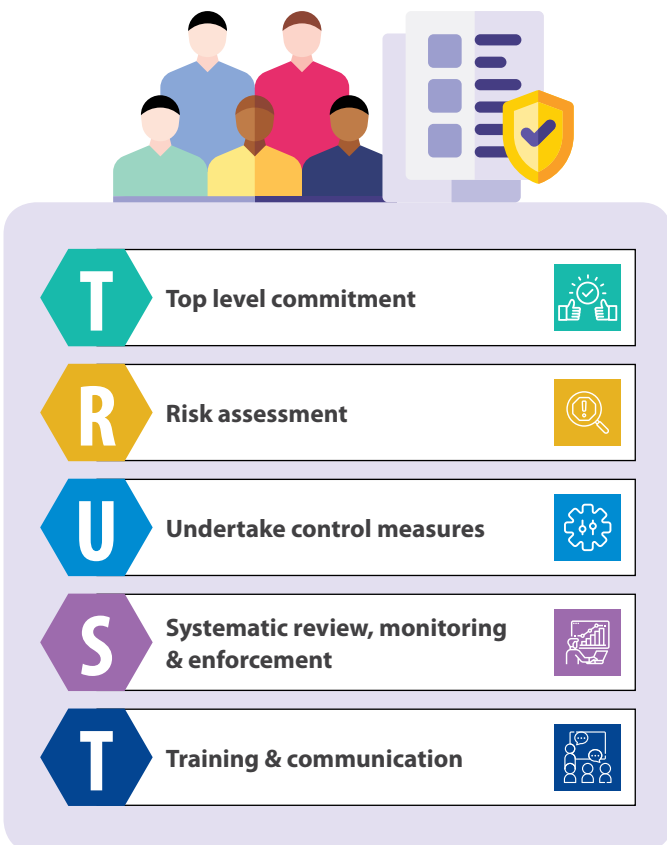 T
Top level commitment
R
Risk assessment
U
Undertake control measures
S
Systematic review, monitoring
& enforcement
T
Training & communication